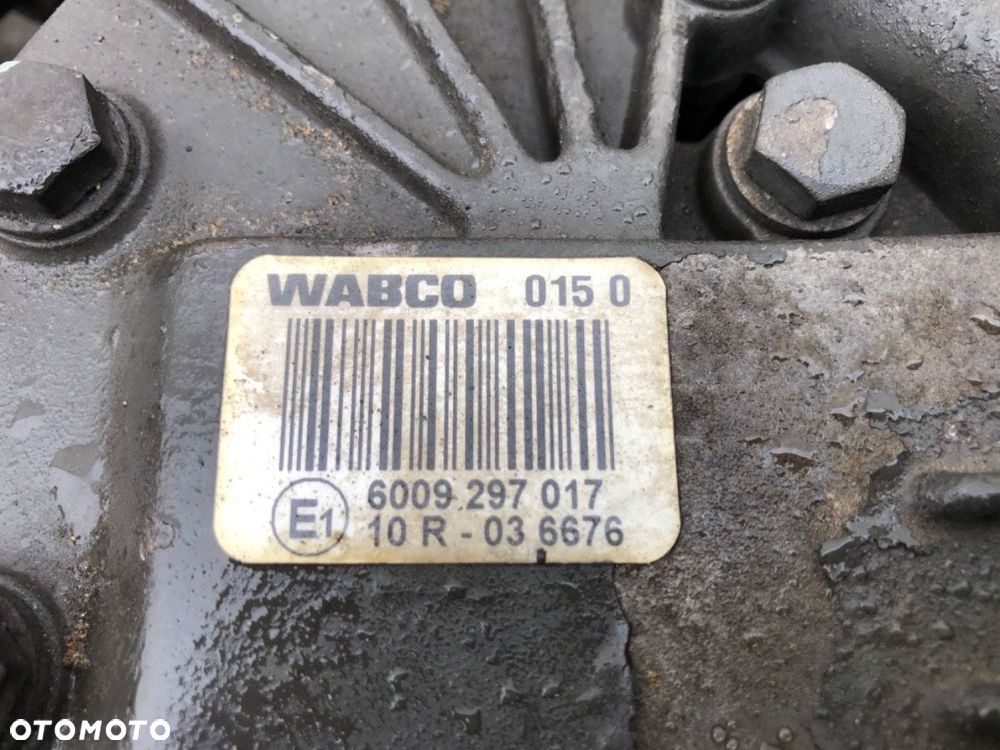 WABCO 015 0
6009 297 017
E1 10 R - 03 6676
OTOMOTO